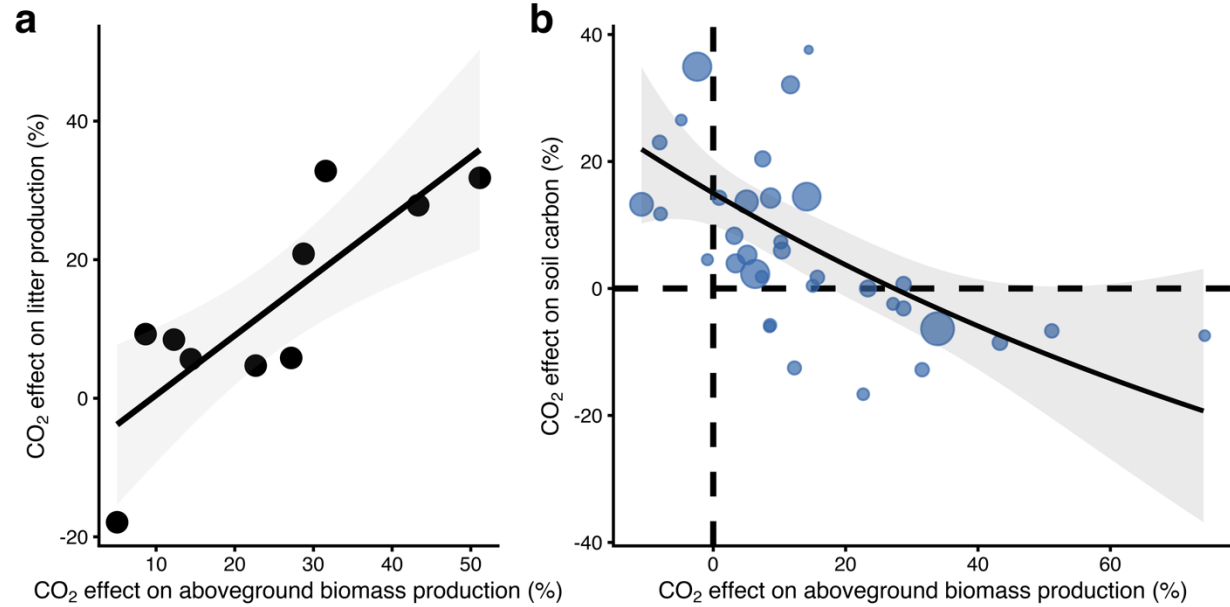 a
CO₂ effect on litter production (%)
40
20
0
-20
10 20 30 40 50
CO₂ effect on aboveground biomass production (%)
b
CO₂ effect on soil carbon (%)
40
20
0
-20
-40
0 20 40 60
CO₂ effect on aboveground biomass production (%)